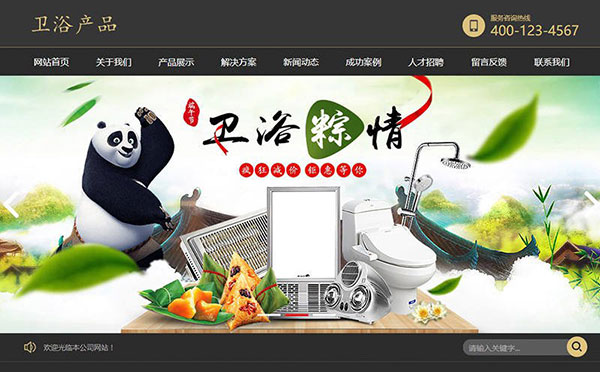 卫浴产品
服务咨询热线
400-123-4567
网站首页 关于我们 产品展示 解决方案 新闻动态 成功案例 人才招聘 留言反馈 联系我们
端午节
卫浴粽情
疯狂减价 钜惠等你
欢迎光临本公司网站！
请输入关键字...